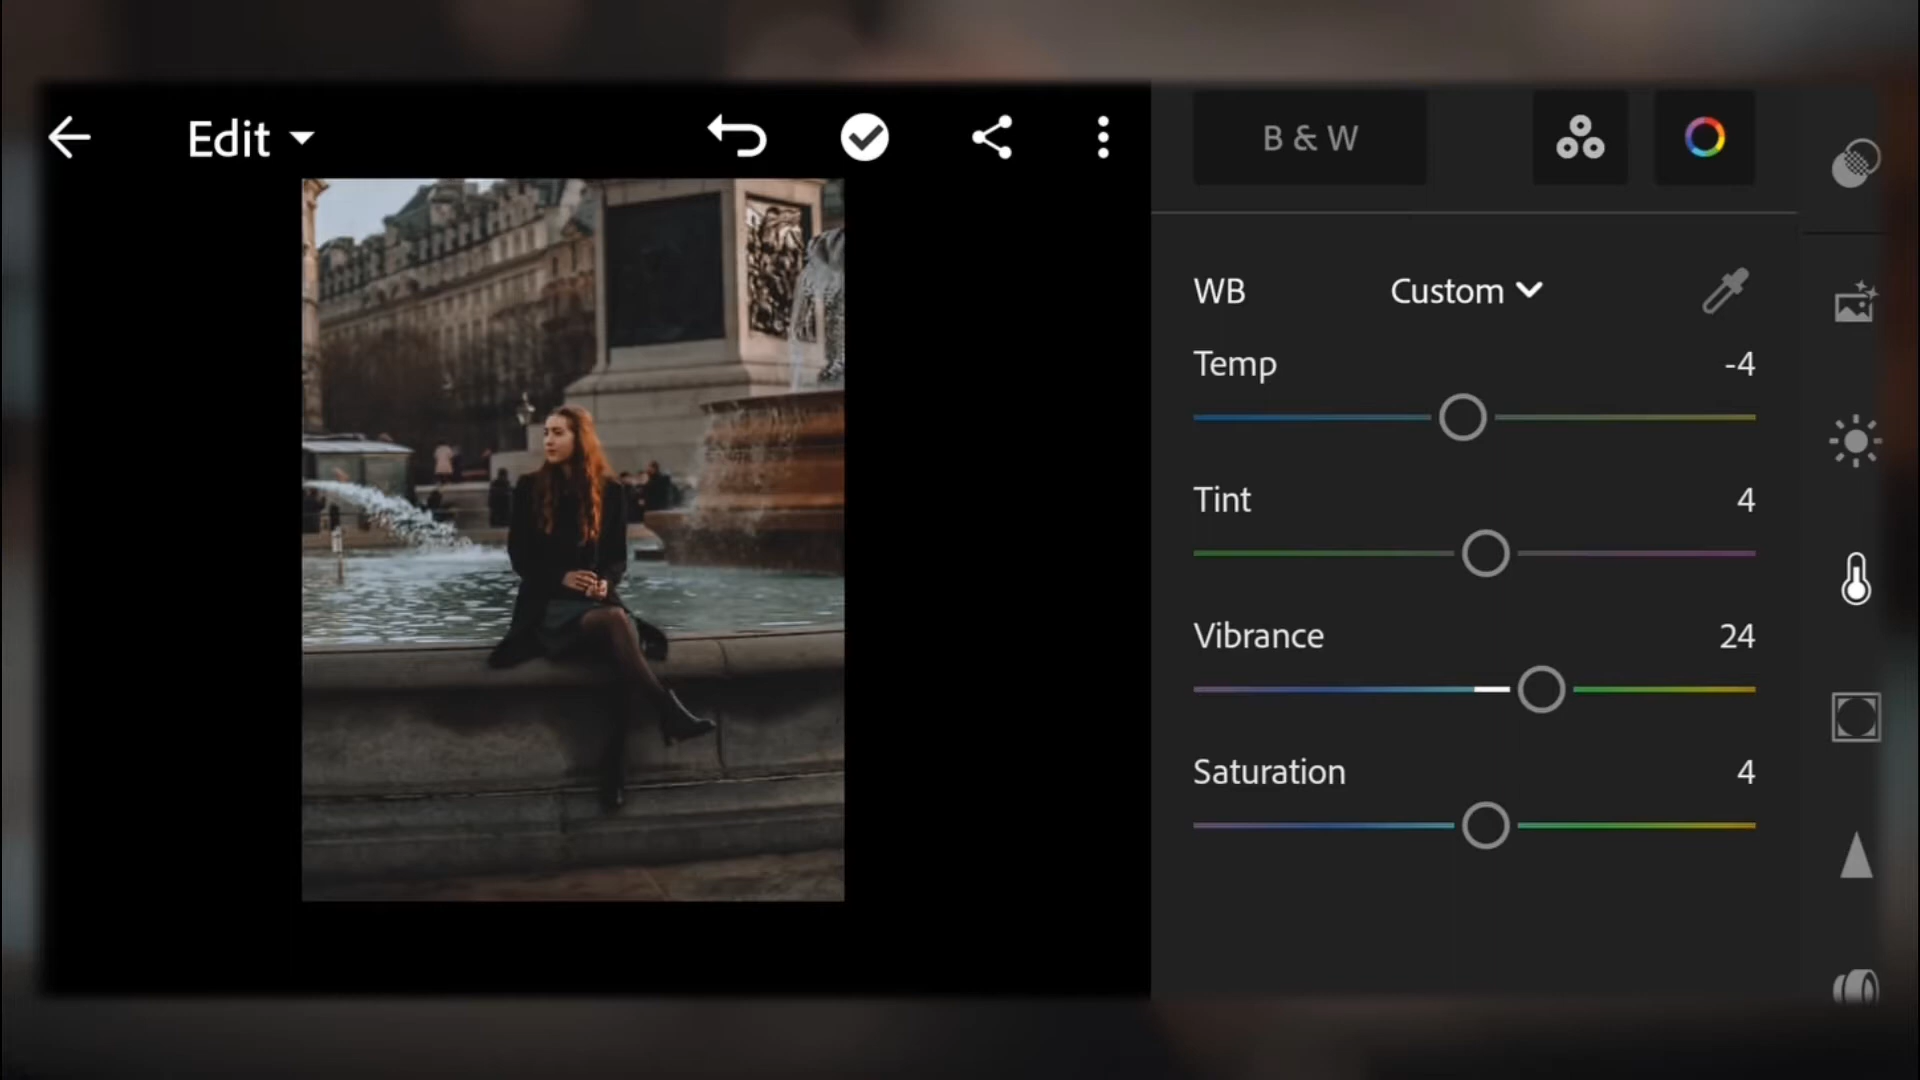 Edit
B & W
WB Custom
Temp -4
Tint 4
Vibrance 24
Saturation 4